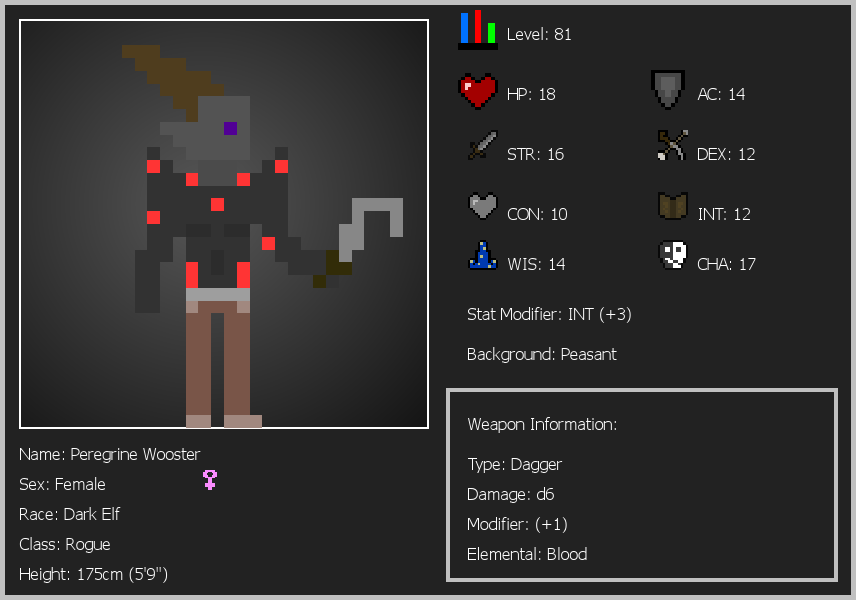 Level: 81
HP: 18
AC: 14
STR: 16
DEX: 12
CON: 10
INT: 12
WIS: 14
CHA: 17
Stat Modifier: INT (+3)
Background: Peasant
Weapon Information:
Type: Dagger
Damage: d6
Modifier: (+1)
Elemental: Blood
Name: Peregrine Wooster
Sex: Female
Race: Dark Elf
Class: Rogue
Height: 175cm (5'9")